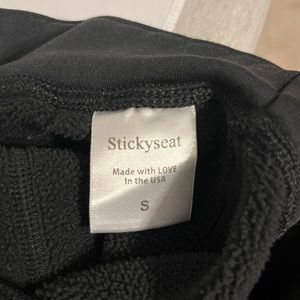 Stickyseat
Made with LOVE
In the USA
S